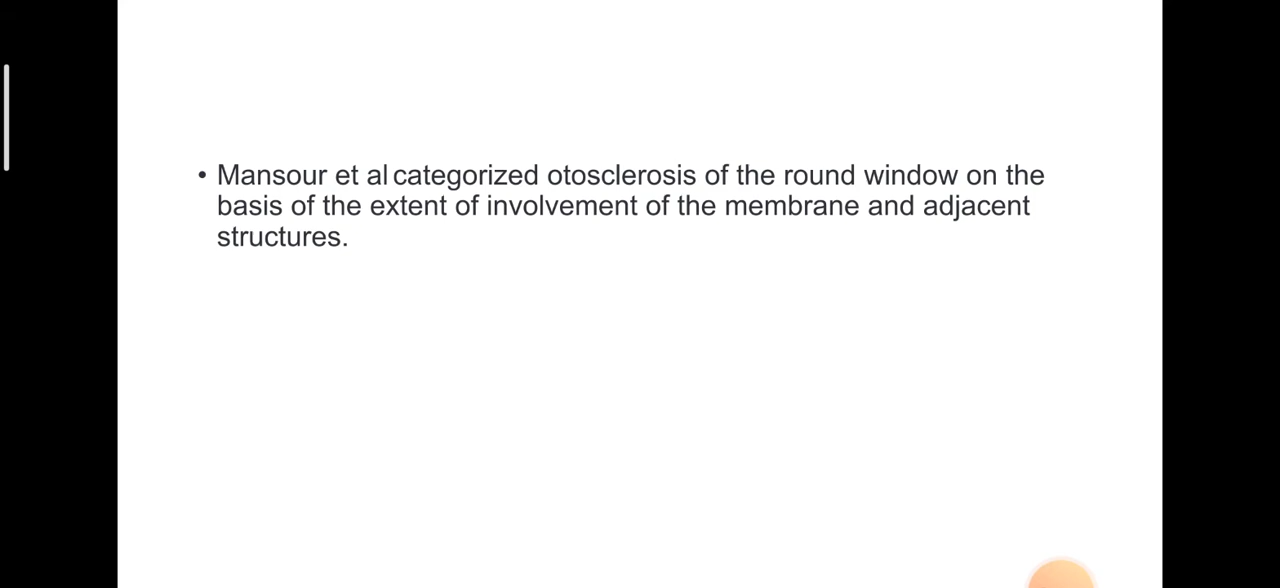 • Mansour et al categorized otosclerosis of the round window on the
basis of the extent of involvement of the membrane and adjacent
structures.